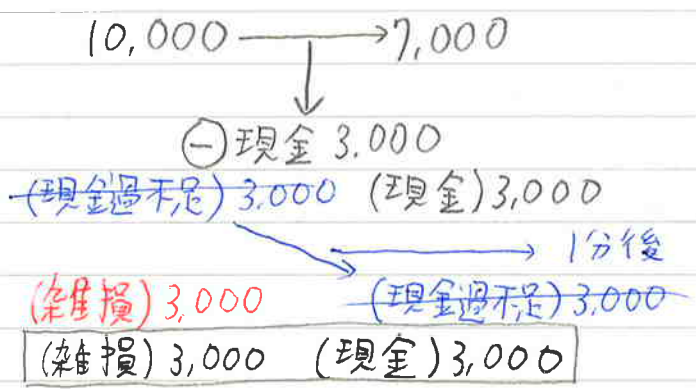 10,000 → 7,000
⊖現金 3,000
(現金過不足) 3,000 (現金) 3,000
→ 1分後
(雑損) 3,000 (現金過不足) 3,000
(雑損) 3,000 (現金) 3,000